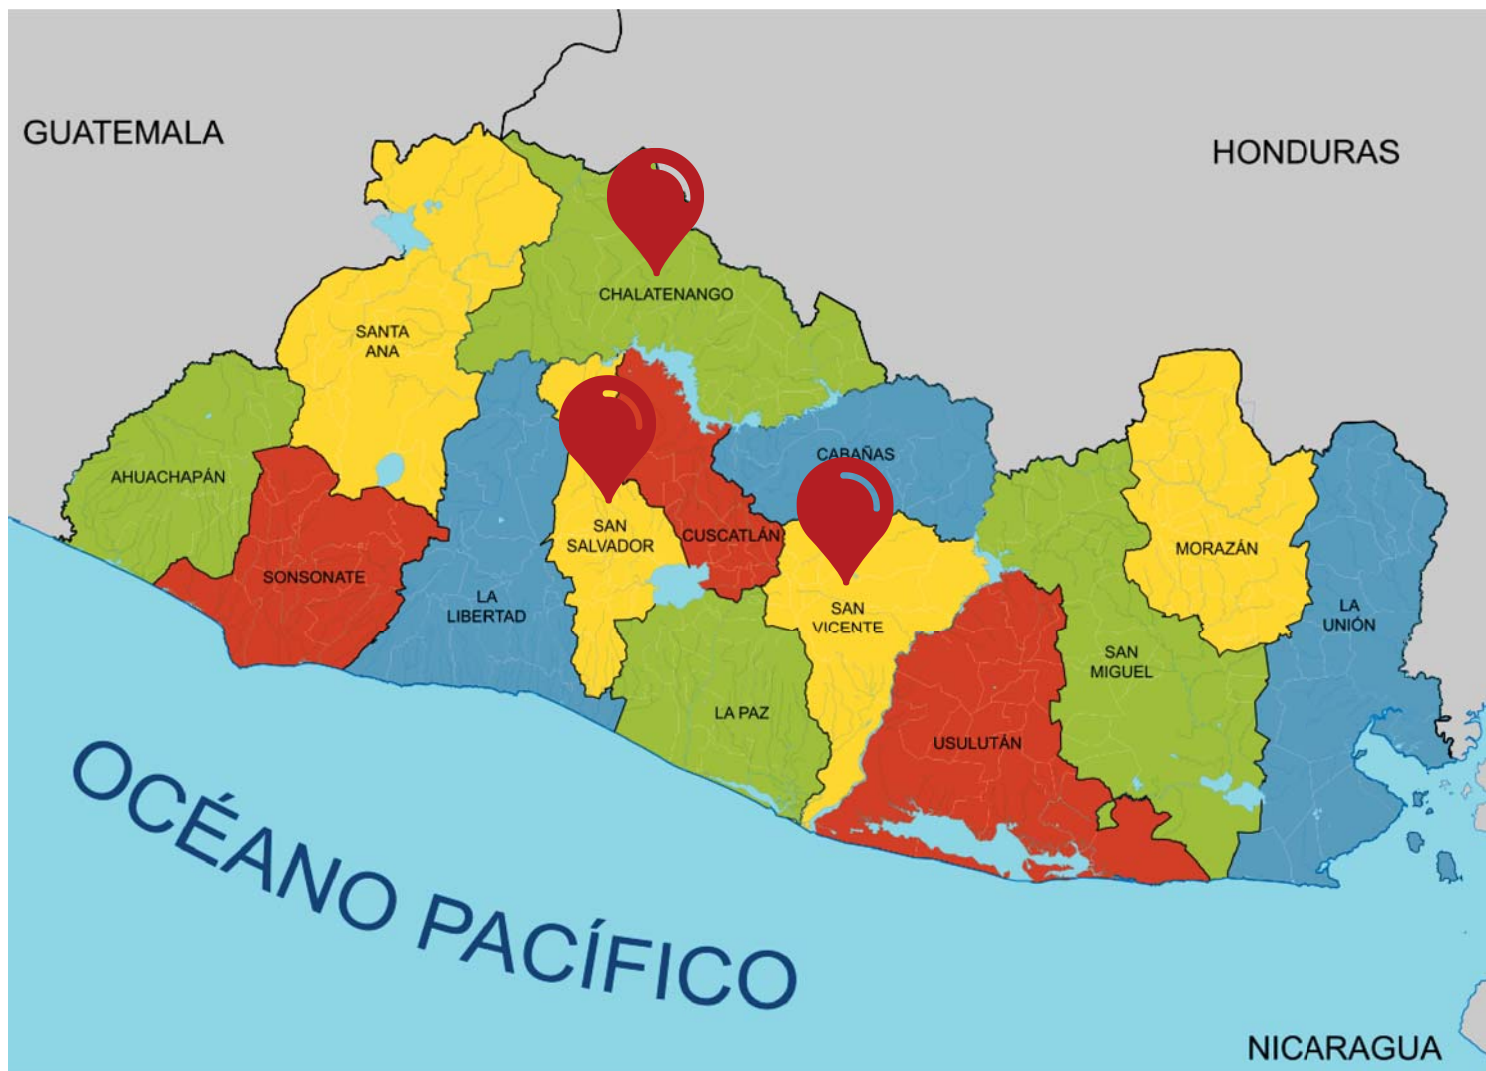 GUATEMALA
HONDURAS
CHALATENANGO
SANTA
ANA
AHUACHAPÁN
CABAÑAS
SAN
SALVADOR
CUSCATLÁN
MORAZÁN
SONSONATE
LA
LIBERTAD
SAN
VICENTE
LA
UNIÓN
SAN
MIGUEL
LA PAZ
USULUTÁN
OCÉANO PACÍFICO
NICARAGUA